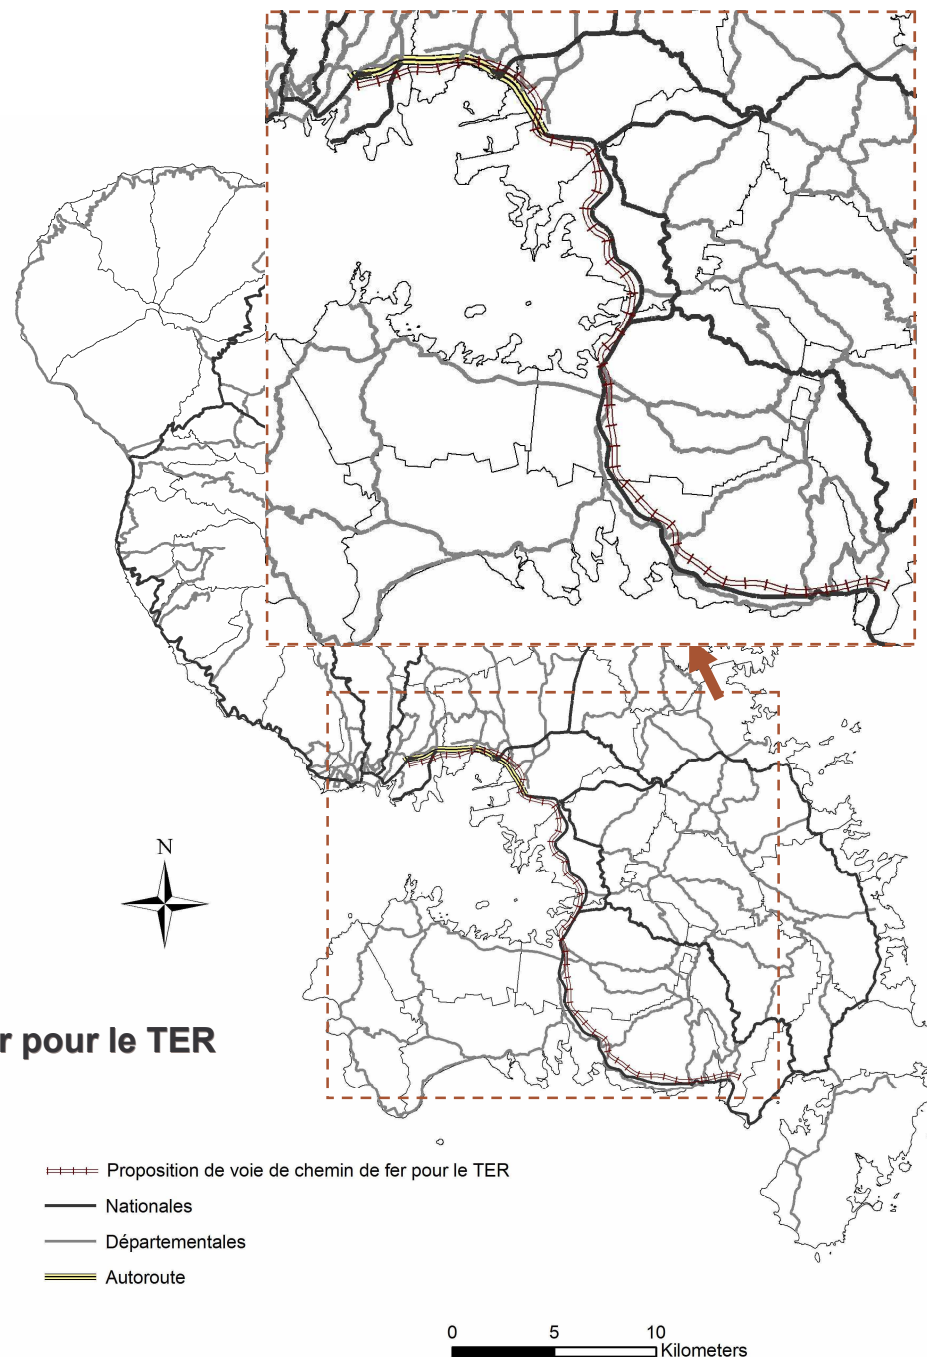 N
r pour le TER
Proposition de voie de chemin de fer pour le TER
Nationales
Départementales
Autoroute
0 5 10
Kilometers